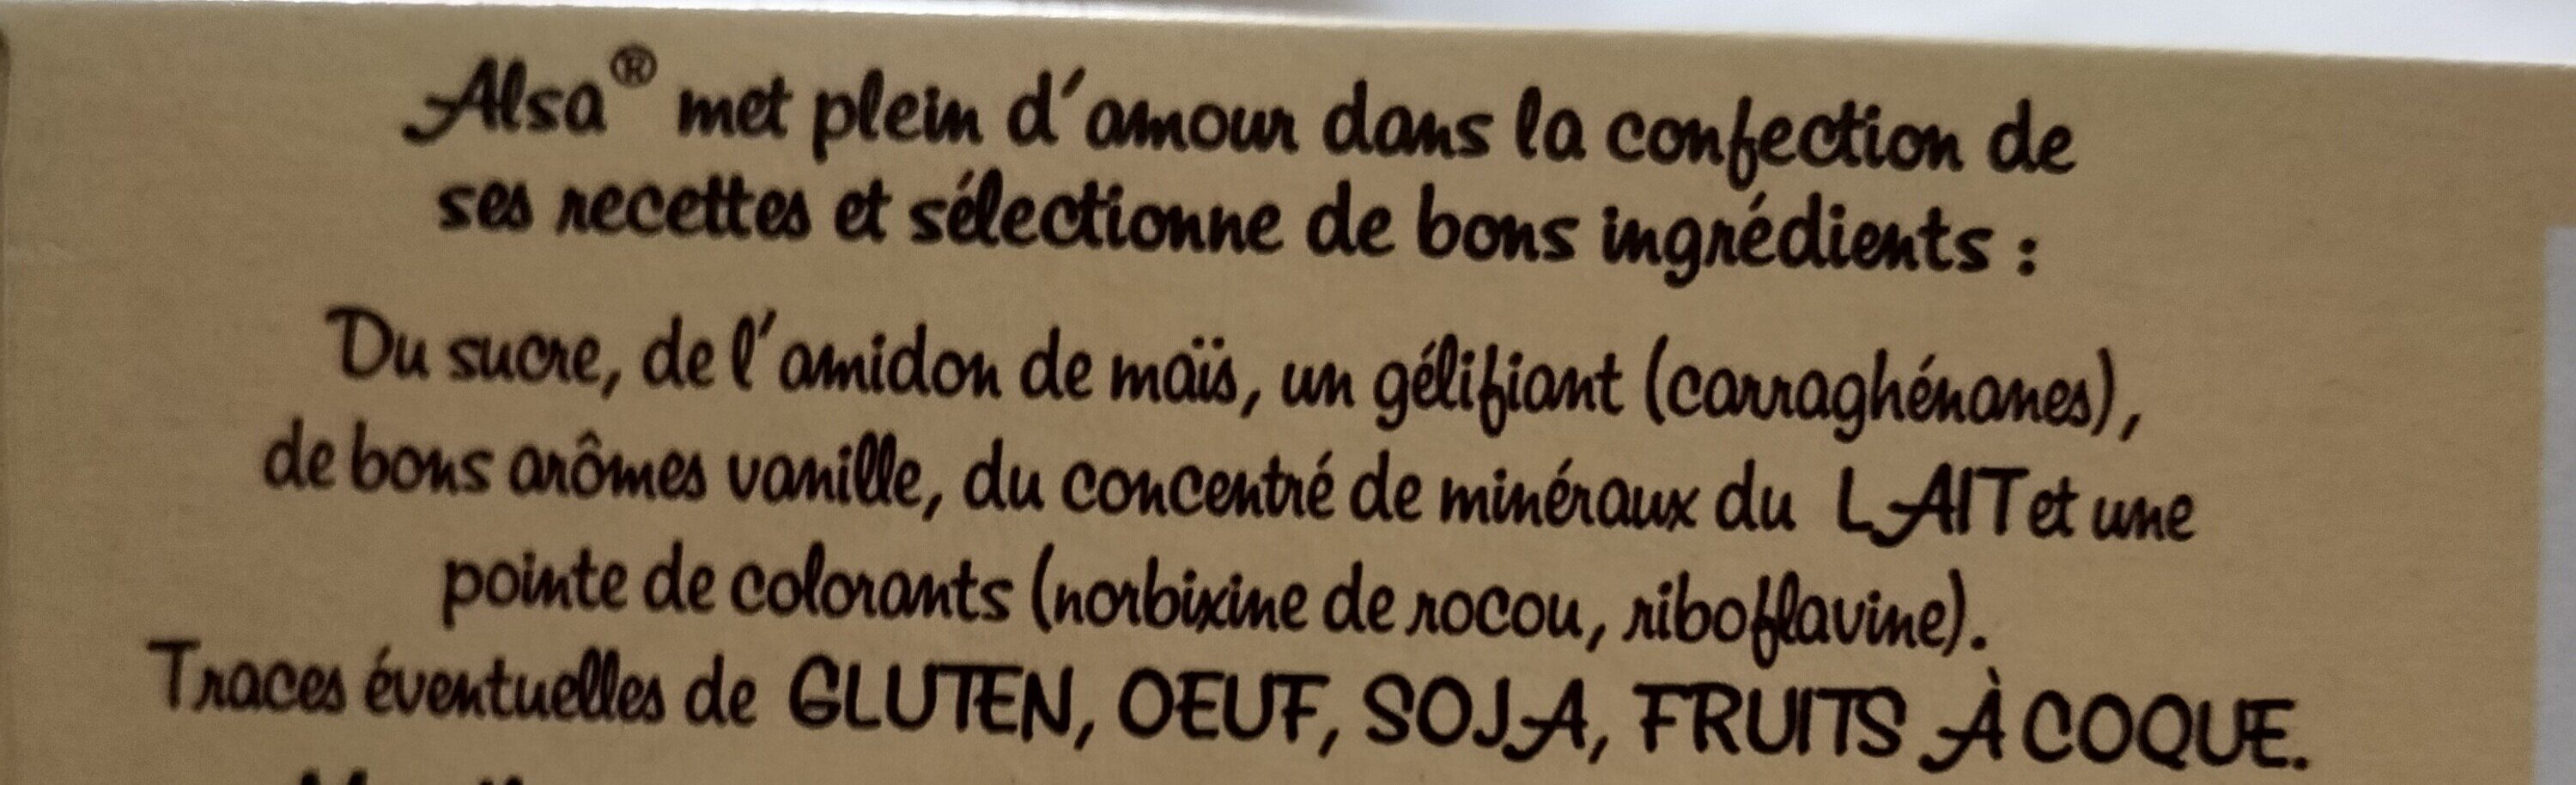 Alsa® met plein d'amour dans la confection de
ses recettes et sélectionne de bons ingrédients :
Du sucre, de l'amidon de maïs, un gélifiant (carraghénanes),
de bons arômes vanille, du concentré de minéraux du LAIT et une
pointe de colorants (norbixine de rocou, riboflavine).
Traces éventuelles de GLUTEN, OEUF, SOJA, FRUITS À COQUE.